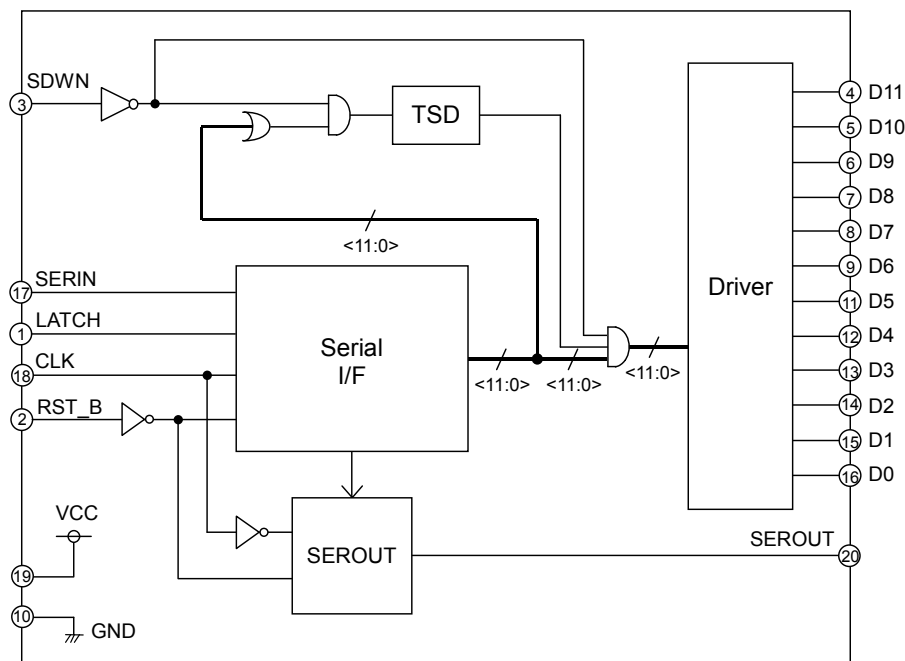 SDWN
3
TSD
4
D11
5
D10
6
D9
7
D8
8
D7
9
D6
11
D5
12
D4
13
D3
14
D2
15
D1
16
D0
<11:0>
17
SERIN
1
LATCH
18
CLK
2
RST_B
Serial
I/F
<11:0>
<11:0>
<11:0>
Driver
VCC
19
10
GND
SEROUT
SEROUT
20